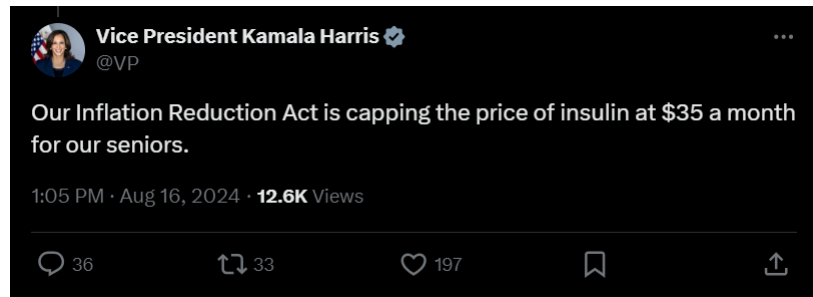 Vice President Kamala Harris
@VP
Our Inflation Reduction Act is capping the price of insulin at $35 a month
for our seniors.
1:05 PM · Aug 16, 2024 · 12.6K Views
36 33 197